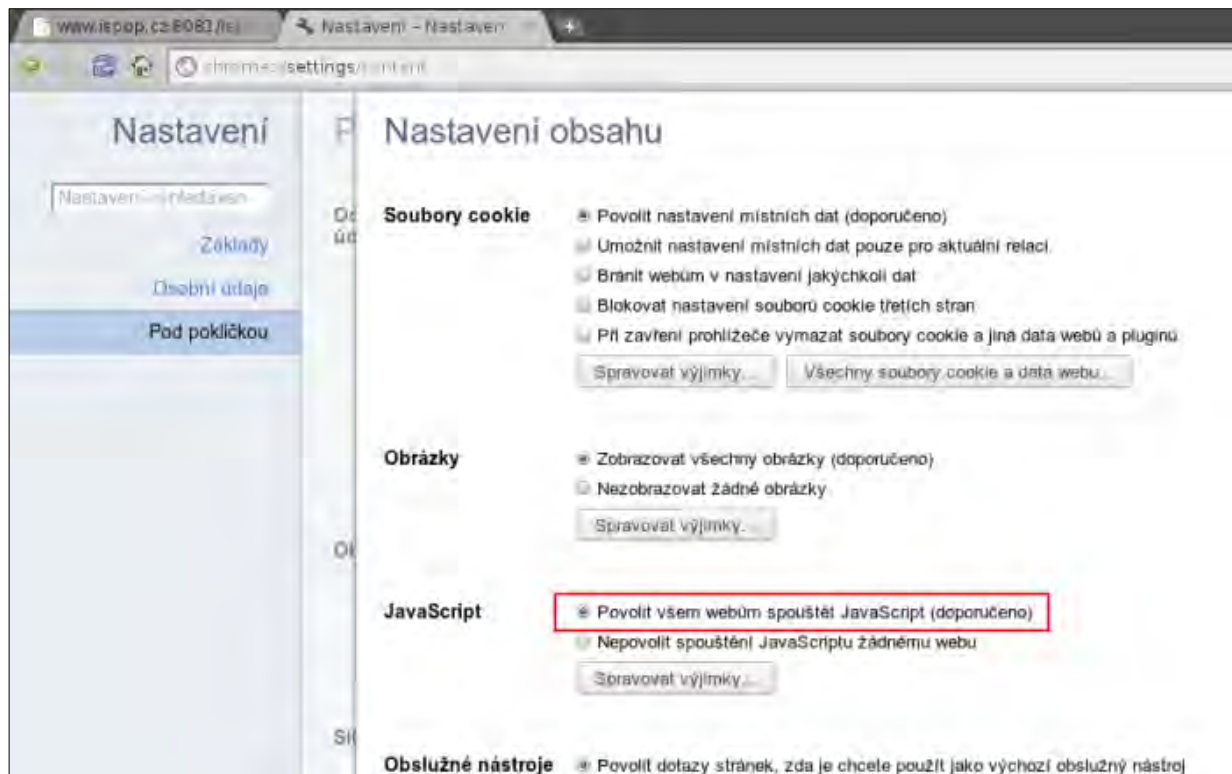 www.ispop.cz:8081/is
Nastavení – Nastavení
chrome://settings/content
Nastavení
Nastavení obsahu
Základy
Osobní údaje
Pod pokličkou
Soubory cookie
Povolit nastavení místních dat (doporučeno)
Umožnit nastavení místních dat pouze pro aktuální relaci
Bránit webům v nastavení jakýchkoli dat
Blokovat nastavení souborů cookie třetích stran
Při zavření prohlížeče vymazat soubory cookie a jiná data webů a pluginů
Spravovat výjimky...
Všechny soubory cookie a data webu...
Obrázky
Zobrazovat všechny obrázky (doporučeno)
Nezobrazovat žádné obrázky
Spravovat výjimky...
JavaScript
Povolit všem webům spouštět JavaScript (doporučeno)
Nepovolit spouštění JavaScriptu žádnému webu
Spravovat výjimky...
Obslužné nástroje
Povolit dotazy stránek, zda je chcete použít jako výchozí obslužný nástroj